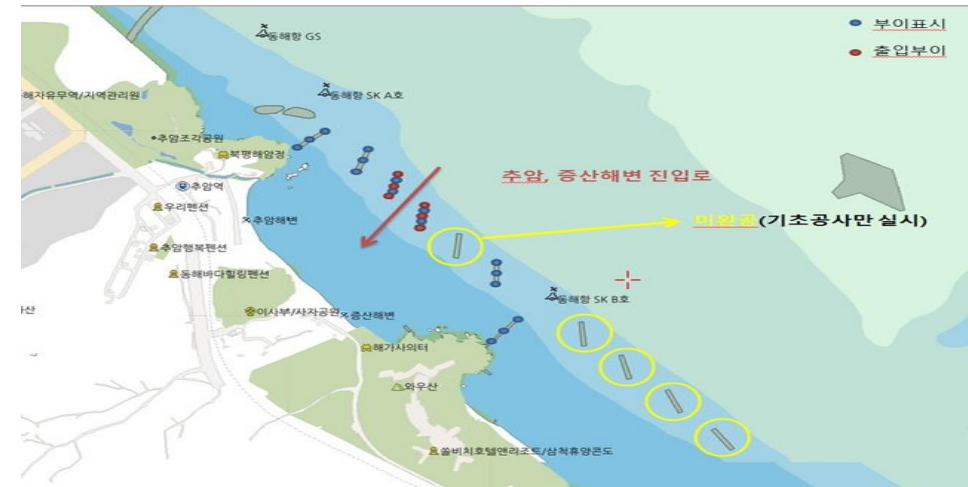 부이표시
동해항 GS
출입부이
해자유무역/지역관리원
동해항 SK A호
추암조각공원
북평해암정
추암, 증산해변 진입로
추암역
우리펜션
추암해변
미완공(기초공사만 실시)
추암행복펜션
동해바다힐링펜션
동해항 SK B호
산
이사부/사자공원
증산해변
해가사의터
와우산
쏠비치호텔앤리조트/삼척휴양콘도